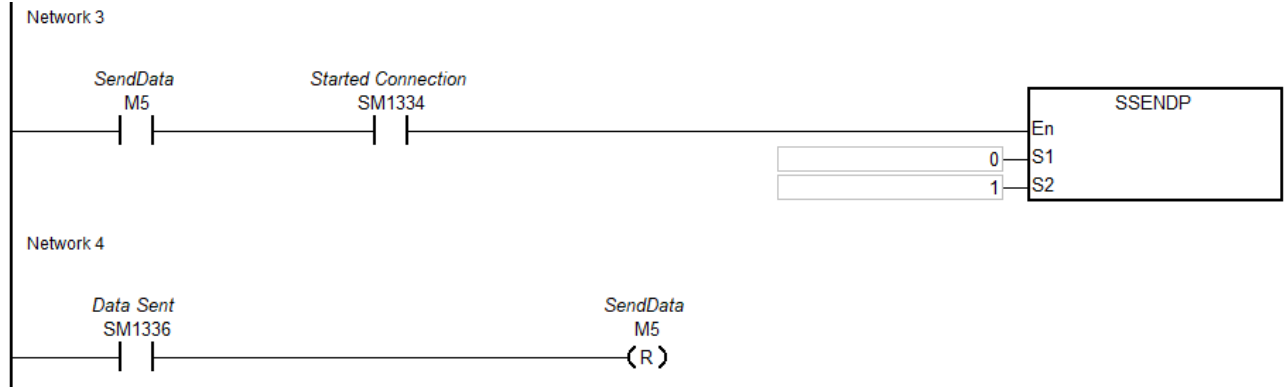 Network 3
SendData
M5
Started Connection
SM1334
SSENDP
En
0 S1
1 S2
Network 4
Data Sent
SM1336
SendData
M5
R